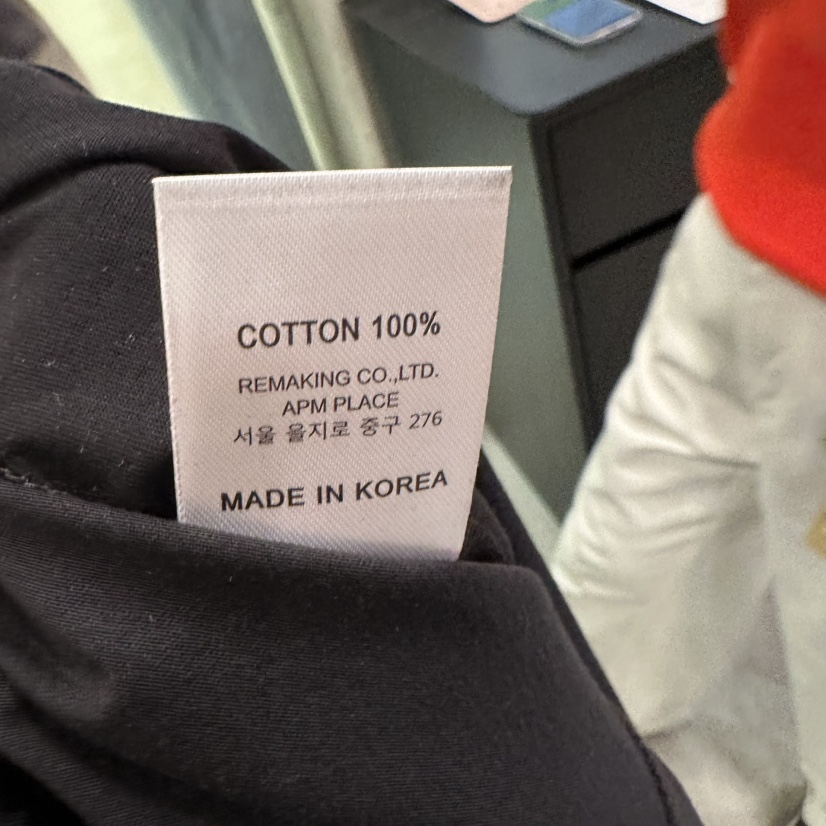 COTTON 100%
REMAKING CO.,LTD.
APM PLACE
서울 을지로 중구 276
MADE IN KOREA